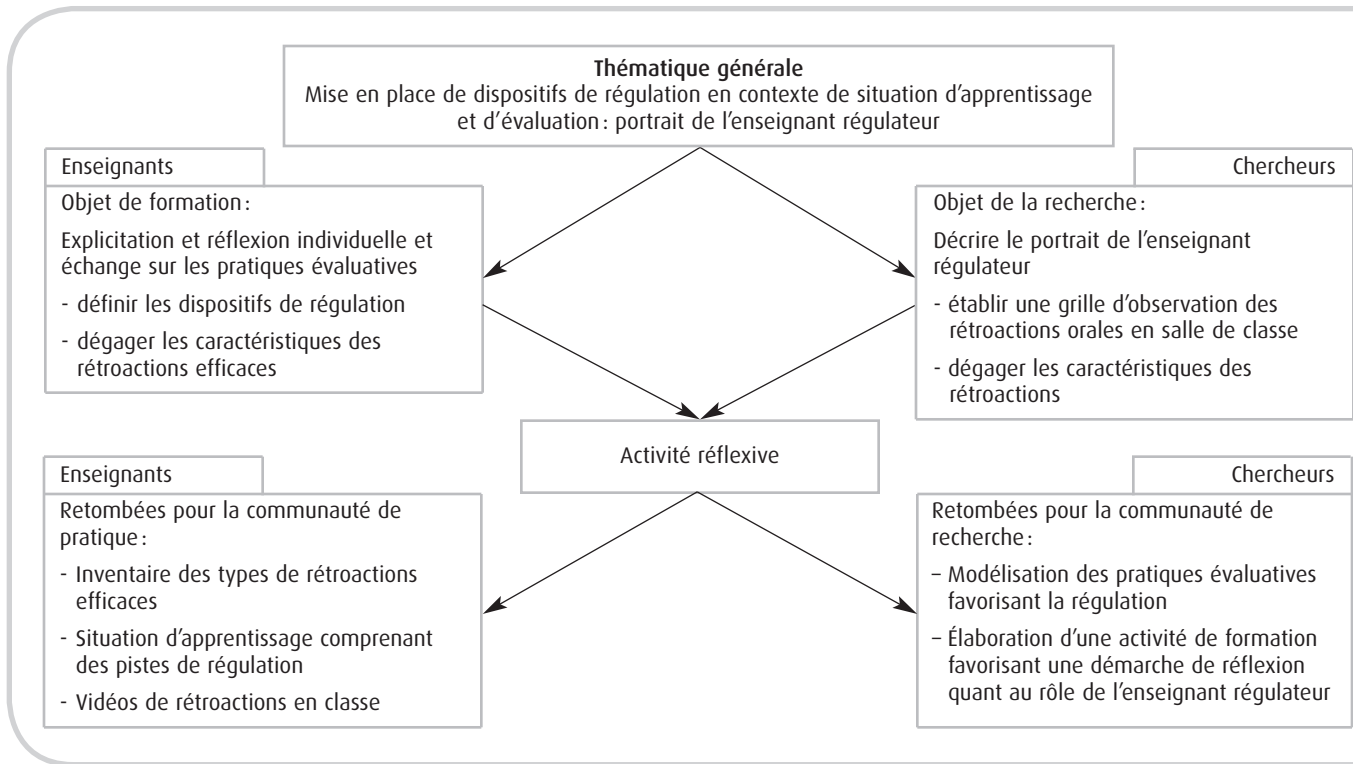 Thématique générale
Mise en place de dispositifs de régulation en contexte de situation d'apprentissage
et d'évaluation : portrait de l'enseignant régulateur
Enseignants
Objet de formation :
Explicitation et réflexion individuelle et
échange sur les pratiques évaluatives
- définir les dispositifs de régulation
- dégager les caractéristiques des
rétroactions efficaces
Chercheurs
Objet de la recherche :
Décrire le portrait de l'enseignant
régulateur
- établir une grille d'observation des
rétroactions orales en salle de classe
- dégager les caractéristiques des
rétroactions
Activité réflexive
Enseignants
Retombées pour la communauté de
pratique :
- Inventaire des types de rétroactions
efficaces
- Situation d'apprentissage comprenant
des pistes de régulation
- Vidéos de rétroactions en classe
Chercheurs
Retombées pour la communauté de
recherche :
– Modélisation des pratiques évaluatives
favorisant la régulation
– Élaboration d'une activité de formation
favorisant une démarche de réflexion
quant au rôle de l'enseignant régulateur